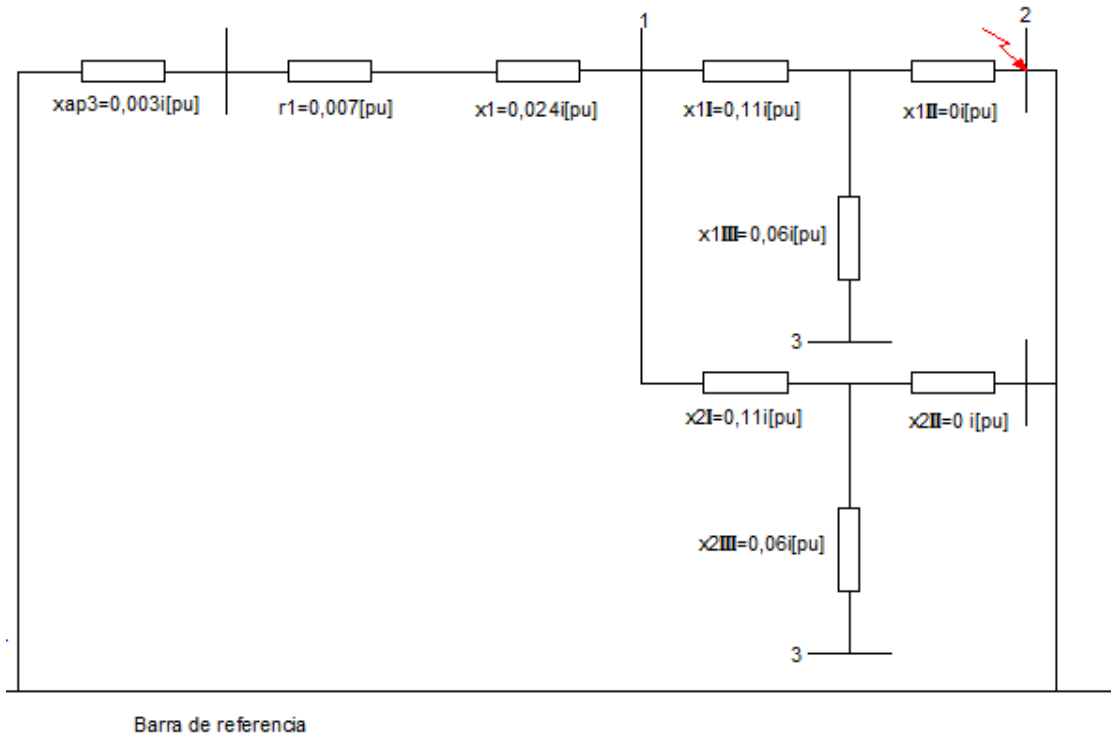 1
2
xap3=0,003i[pu]
r1=0,007[pu]
x1=0,024i[pu]
x1I=0,11i[pu]
x1II=0i[pu]
x1III=0,06i[pu]
3
x2I=0,11i[pu]
x2II=0 i[pu]
x2III=0,06i[pu]
3
Barra de referencia